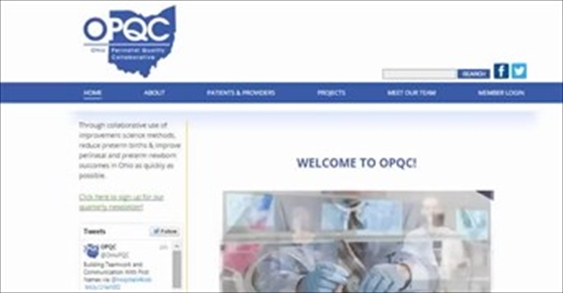 OPQC
Ohio Perinatal Quality
Collaborative
SEARCH
HOME ABOUT PATIENTS & PROVIDERS PROJECTS MEET OUR TEAM MEMBER LOGIN
Through collaborative use of
improvement science methods,
reduce preterm births & improve
perinatal and preterm newborn
outcomes in Ohio as quickly as
possible.
Click here to sign up for our
quarterly newsletter!
WELCOME TO OPQC!
Tweets Follow
OPQC
@OhioPQC
Building Teamwork and
Communication With First
Names via